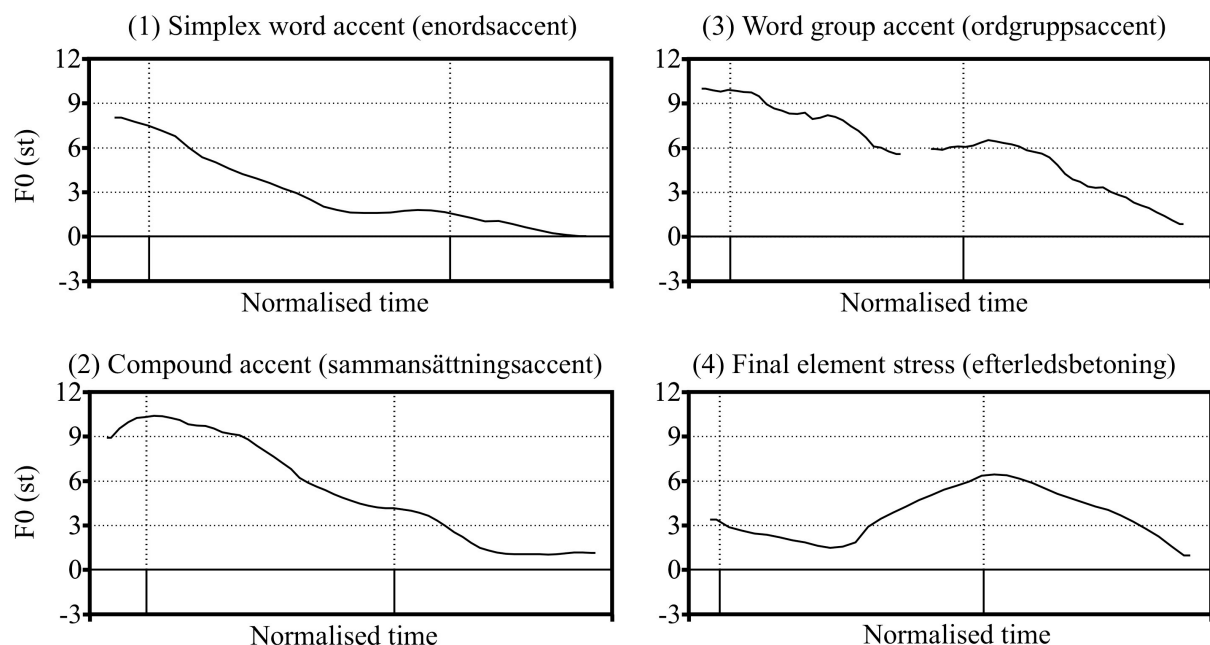 (1) Simplex word accent (enordsaccent)
12
9
6
3
0
-3
F0 (st)
Normalised time
(3) Word group accent (ordgruppsaccent)
12
9
6
3
0
-3
Normalised time
(2) Compound accent (sammansättningsaccent)
12
9
6
3
0
-3
F0 (st)
Normalised time
(4) Final element stress (efterledsbetoning)
12
9
6
3
0
-3
Normalised time